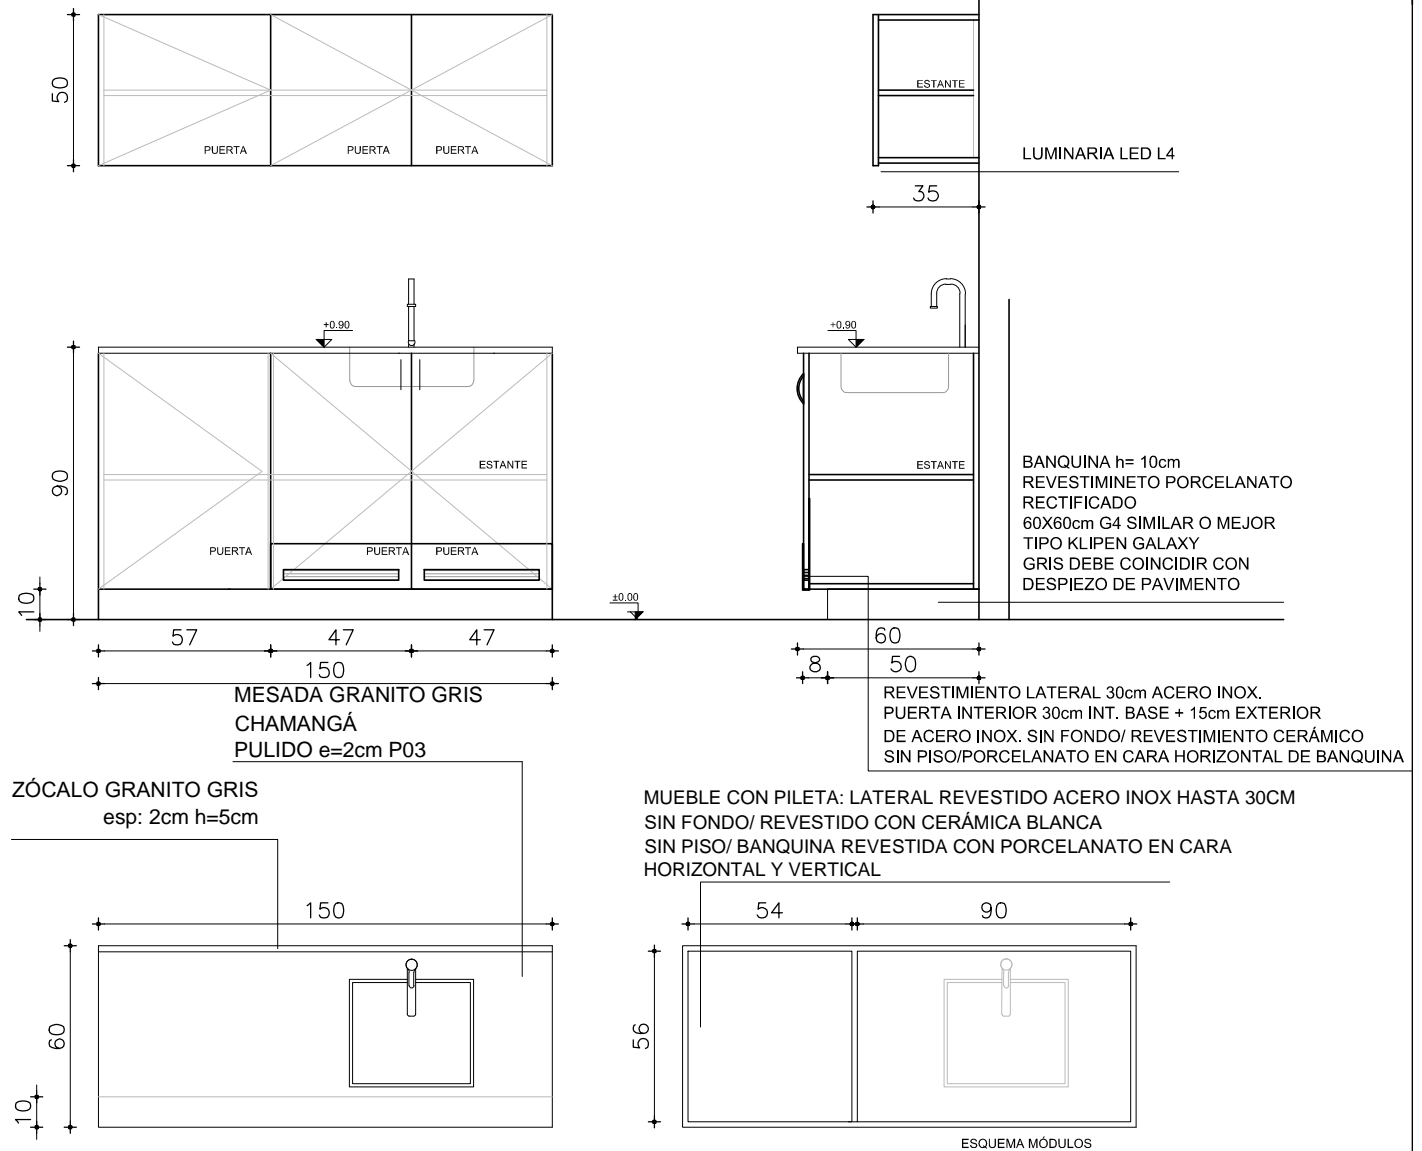 50
PUERTA
PUERTA
PUERTA
ESTANTE
LUMINARIA LED L4
35
+0.90
+0.90
90
ESTANTE
ESTANTE
PUERTA
PUERTA
PUERTA
10
±0.00
BANQUINA h= 10cm
REVESTIMINETO PORCELANATO
RECTIFICADO
60X60cm G4 SIMILAR O MEJOR
TIPO KLIPEN GALAXY
GRIS DEBE COINCIDIR CON
DESPIEZO DE PAVIMENTO
57
47
47
150
60
8
50
MESADA GRANITO GRIS
CHAMANGÁ
PULIDO e=2cm P03
REVESTIMIENTO LATERAL 30cm ACERO INOX.
PUERTA INTERIOR 30cm INT. BASE + 15cm EXTERIOR
DE ACERO INOX. SIN FONDO/ REVESTIMIENTO CERÁMICO
SIN PISO/PORCELANATO EN CARA HORIZONTAL DE BANQUINA
ZÓCALO GRANITO GRIS
esp: 2cm h=5cm
MUEBLE CON PILETA: LATERAL REVESTIDO ACERO INOX HASTA 30CM
SIN FONDO/ REVESTIDO CON CERÁMICA BLANCA
SIN PISO/ BANQUINA REVESTIDA CON PORCELANATO EN CARA
HORIZONTAL Y VERTICAL
150
60
10
54
90
56
ESQUEMA MÓDULOS